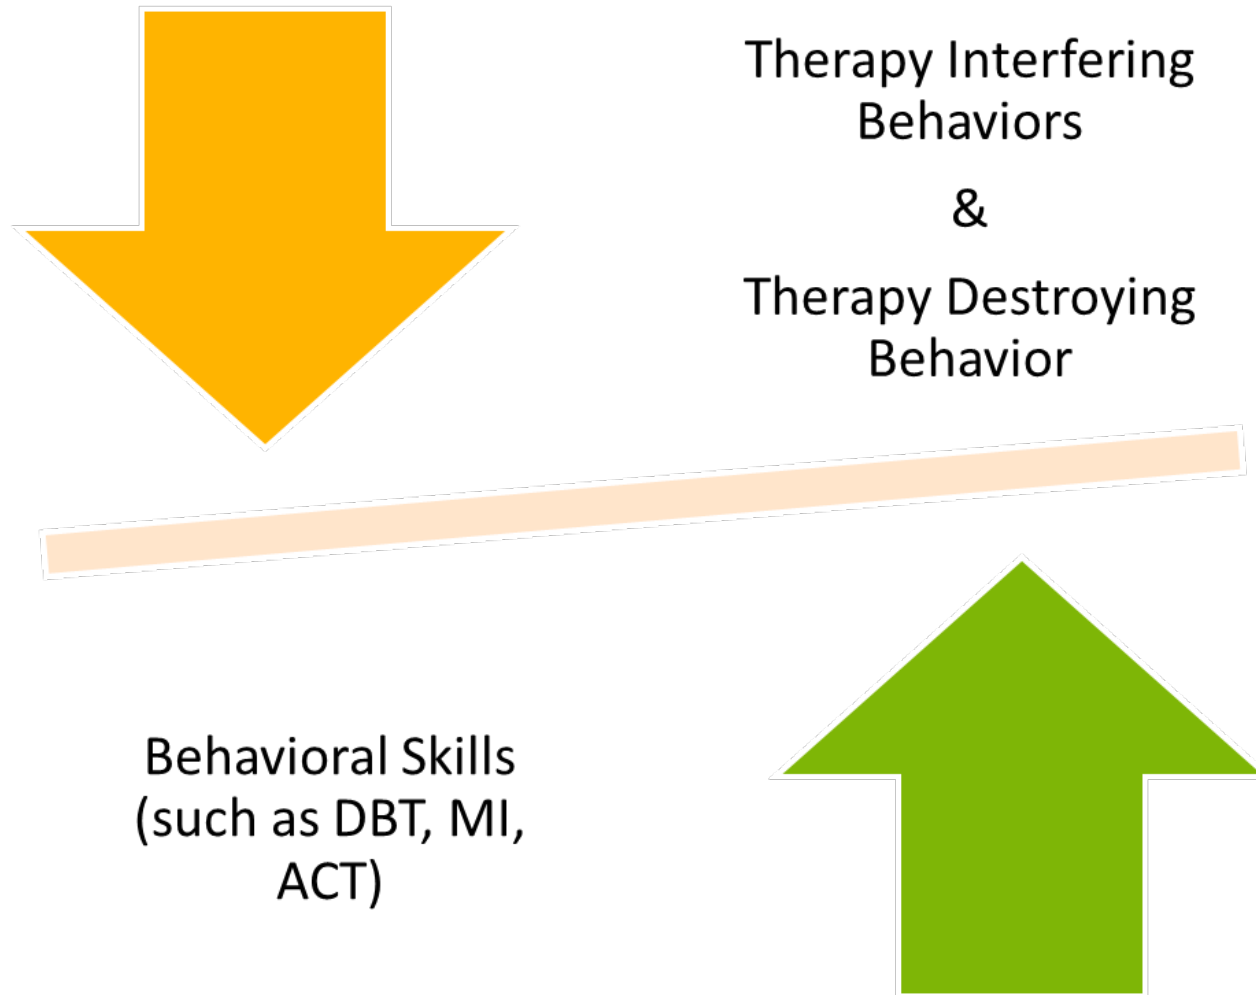 Therapy Interfering
Behaviors
&
Therapy Destroying
Behavior
Behavioral Skills
(such as DBT, MI,
ACT)